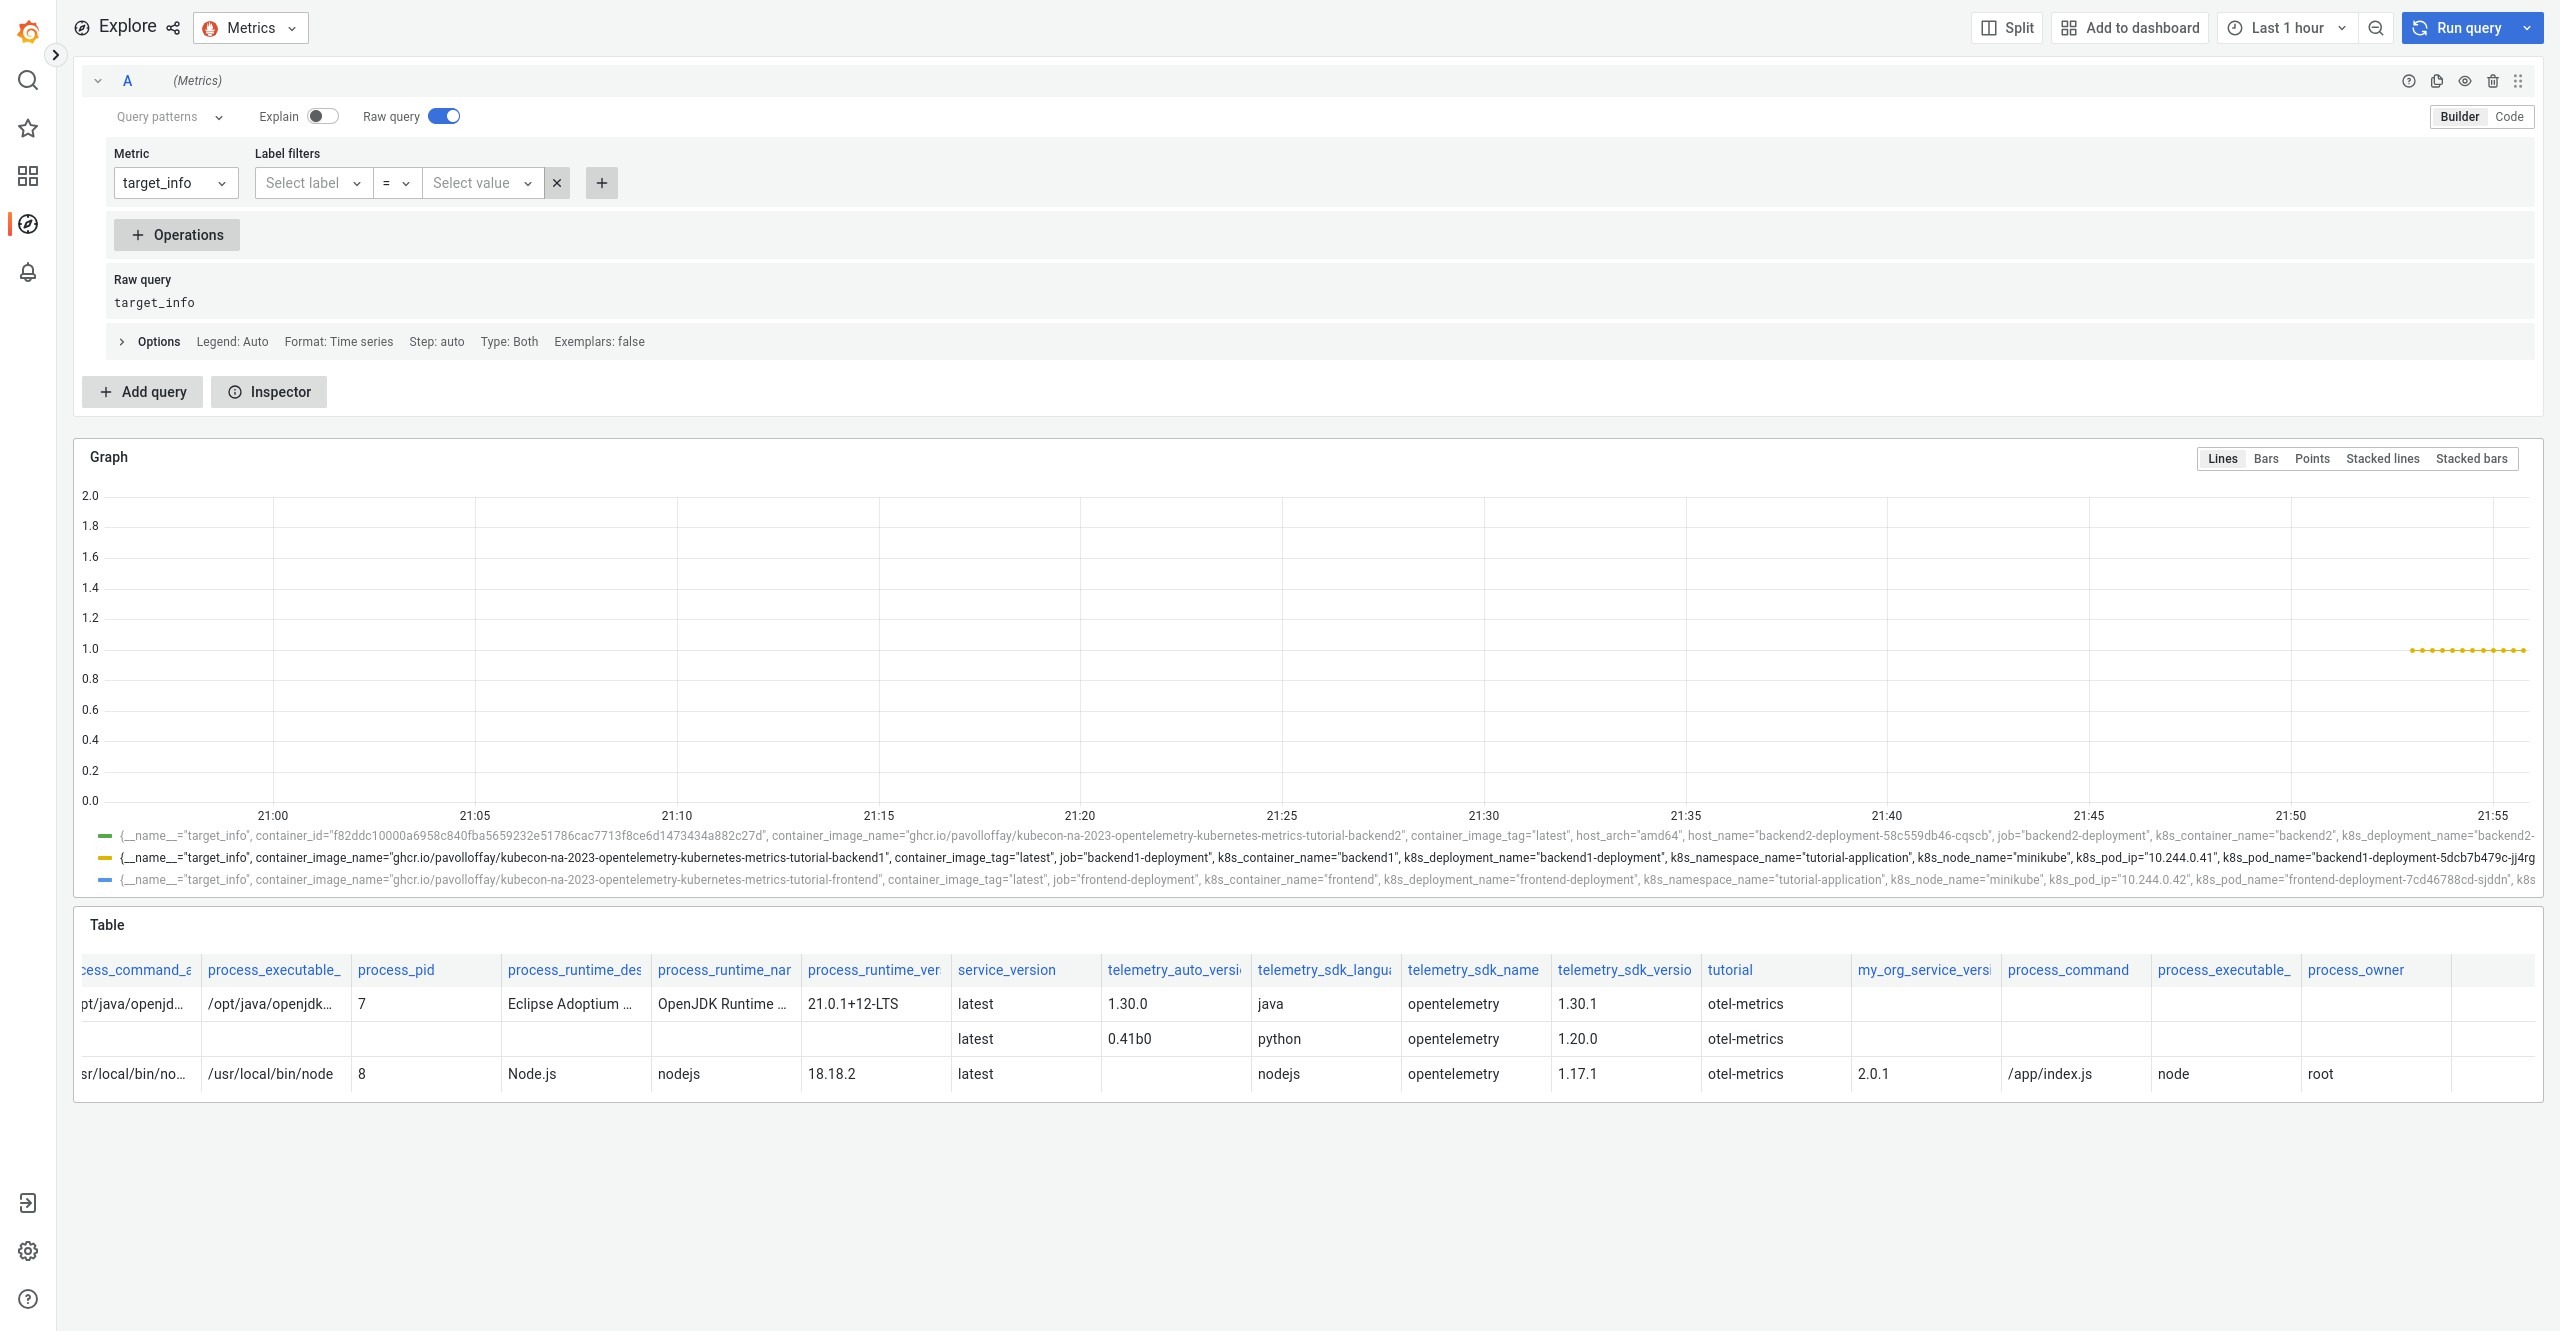 Explore Metrics Split Add to dashboard Last 1 hour Run query
A (Metrics)
Query patterns Explain Raw query Builder Code
Metric Label filters
target_info Select label = Select value
Operations
Raw query
target_info
Options Legend: Auto Format: Time series Step: auto Type: Both Exemplars: false
Add query Inspector
Graph Lines Bars Points Stacked lines Stacked bars
2.0
1.8
1.6
1.4
1.2
1.0
0.8
0.6
0.4
0.2
0.0
21:00 21:05 21:10 21:15 21:20 21:25 21:30 21:35 21:40 21:45 21:50 21:55
{__name__="target_info", container_id="f82ddc10000a6958c840fba5659232e51786cac7713f8ce6d1473434a882c27d", container_image_name="ghcr.io/pavolloffay/kubecon-na-2023-opentelemetry-kubernetes-metrics-tutorial-backend2", container_image_tag="latest", host_arch="amd64", host_name="backend2-deployment-58c559db46-cqscb", job="backend2-deployment", k8s_container_name="backend2", k8s_deployment_name="backend2-
{__name__="target_info", container_image_name="ghcr.io/pavolloffay/kubecon-na-2023-opentelemetry-kubernetes-metrics-tutorial-backend1", container_image_tag="latest", job="backend1-deployment", k8s_container_name="backend1", k8s_deployment_name="backend1-deployment", k8s_namespace_name="tutorial-application", k8s_node_name="minikube", k8s_pod_ip="10.244.0.41", k8s_pod_name="backend1-deployment-5dcb7b479c-jj4rg
{__name__="target_info", container_image_name="ghcr.io/pavolloffay/kubecon-na-2023-opentelemetry-kubernetes-metrics-tutorial-frontend", container_image_tag="latest", job="frontend-deployment", k8s_container_name="frontend", k8s_deployment_name="frontend-deployment", k8s_namespace_name="tutorial-application", k8s_node_name="minikube", k8s_pod_ip="10.244.0.42", k8s_pod_name="frontend-deployment-7cd46788cd-sjddn", k8s
Table
cess_command_a process_executable_ process_pid process_runtime_des process_runtime_nar process_runtime_ver service_version telemetry_auto_versi telemetry_sdk_langua telemetry_sdk_name telemetry_sdk_versio tutorial my_org_service_versi process_command process_executable_ process_owner
pt/java/openjd… /opt/java/openjdk… 7 Eclipse Adoptium … OpenJDK Runtime … 21.0.1+12-LTS latest 1.30.0 java opentelemetry 1.30.1 otel-metrics
latest 0.41b0 python opentelemetry 1.20.0 otel-metrics
sr/local/bin/no… /usr/local/bin/node 8 Node.js nodejs 18.18.2 latest nodejs opentelemetry 1.17.1 otel-metrics 2.0.1 /app/index.js node root